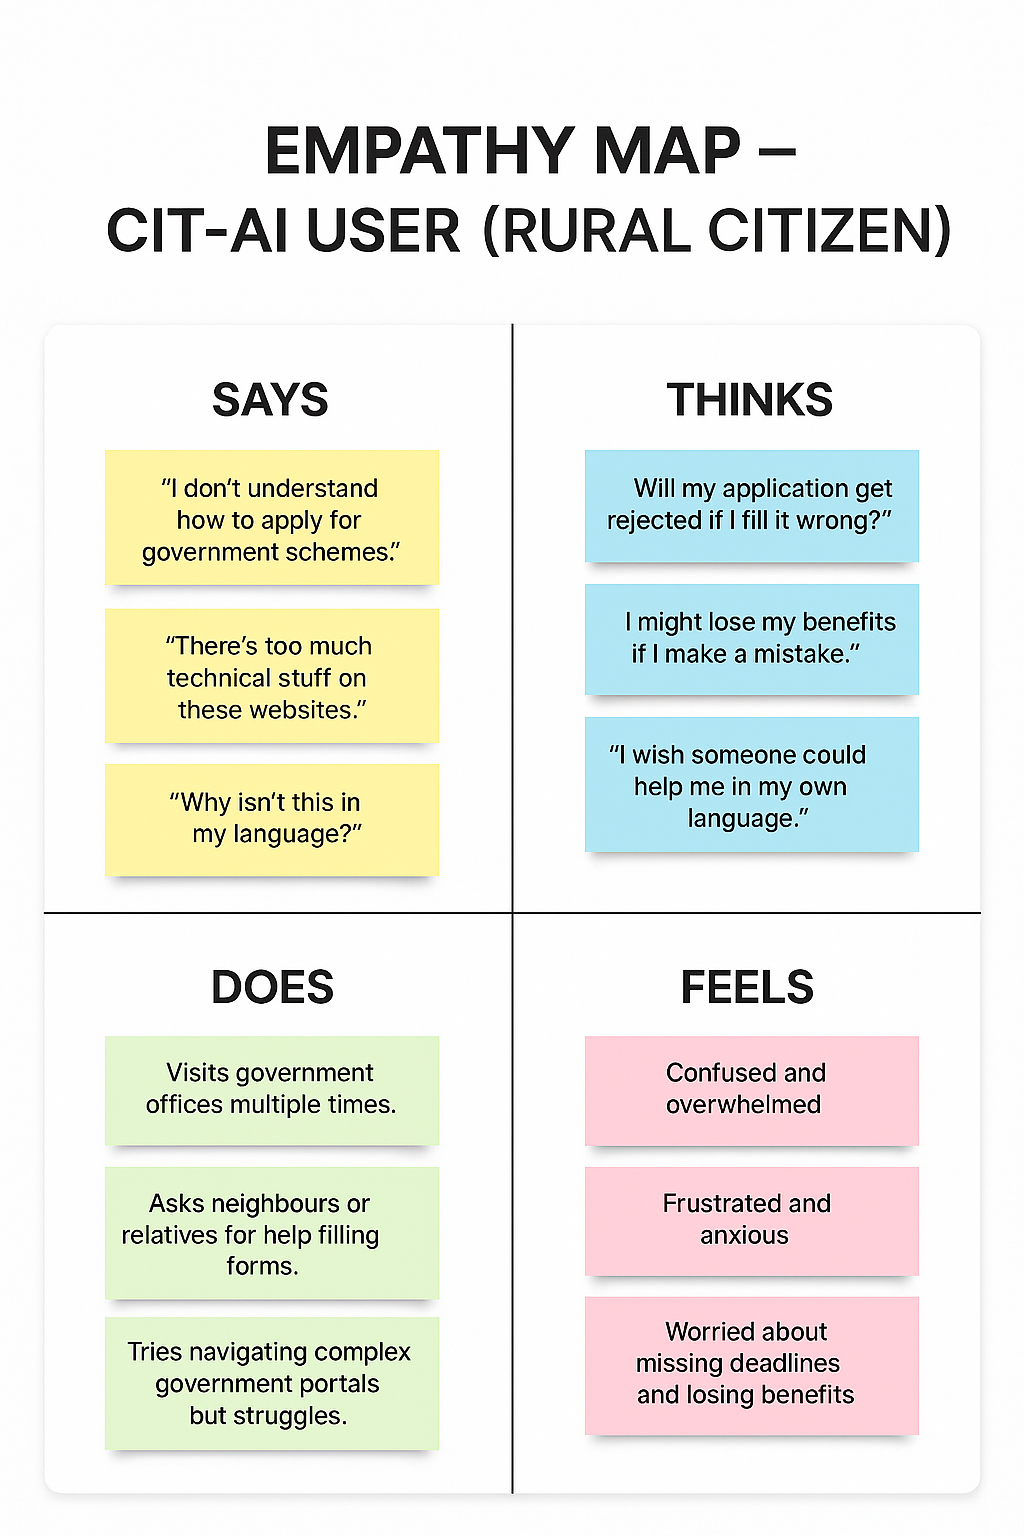 EMPATHY MAP –
CIT-AI USER (RURAL CITIZEN)
SAYS
“I don’t understand
how to apply for
government schemes.”
“There’s too much
technical stuff on
these websites.”
“Why isn’t this in
my language?”
THINKS
Will my application get
rejected if I fill it wrong?”
I might lose my benefits
if I make a mistake.”
“I wish someone could
help me in my own
language.”
DOES
Visits government
offices multiple times.
Asks neighbours or
relatives for help filling
forms.
Tries navigating complex
government portals
but struggles.
FEELS
Confused and
overwhelmed
Frustrated and
anxious
Worried about
missing deadlines
and losing benefits